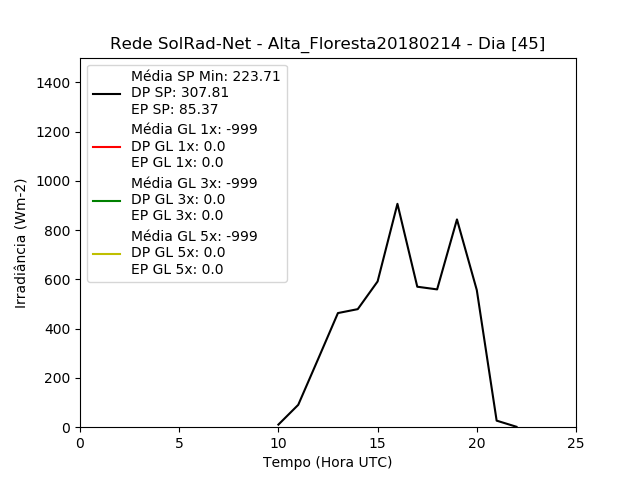 Rede SolRad-Net - Alta_Floresta20180214 - Dia [45]
Média SP Min: 223.71
DP SP: 307.81
EP SP: 85.37
Média GL 1x: -999
DP GL 1x: 0.0
EP GL 1x: 0.0
Média GL 3x: -999
DP GL 3x: 0.0
EP GL 3x: 0.0
Média GL 5x: -999
DP GL 5x: 0.0
EP GL 5x: 0.0
Irradiância (Wm-2)
1400
1200
1000
800
600
400
200
0
0 5 10 15 20 25
Tempo (Hora UTC)